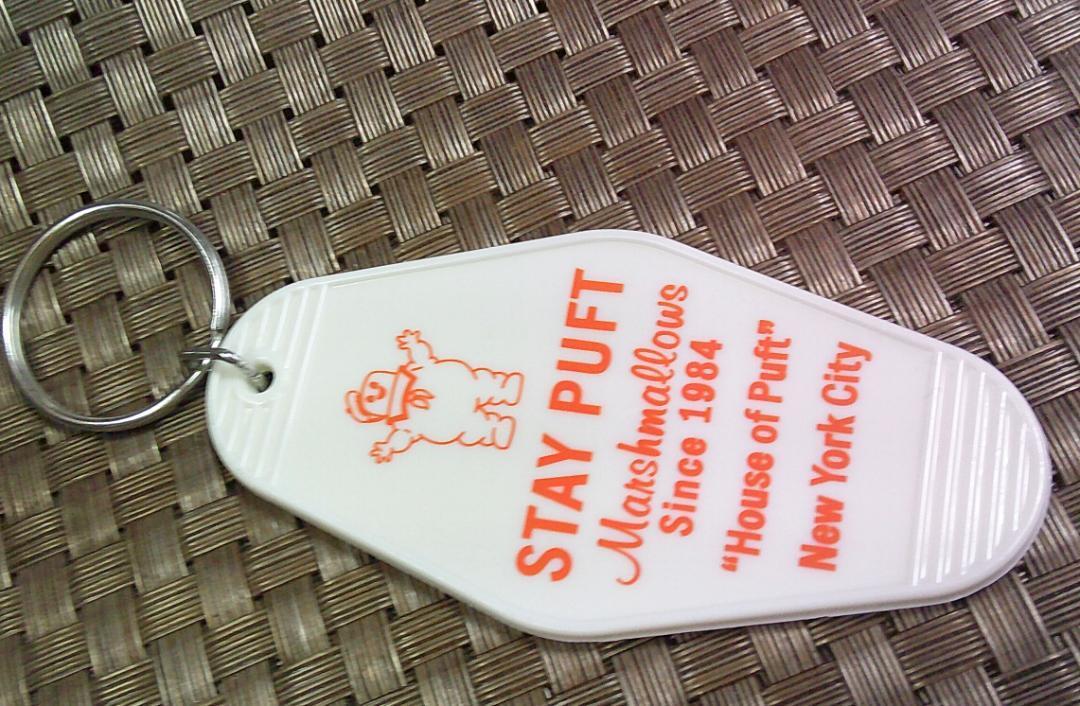 STAY PUFT
Marshmallows
Since 1984
“House of Puft”
New York City